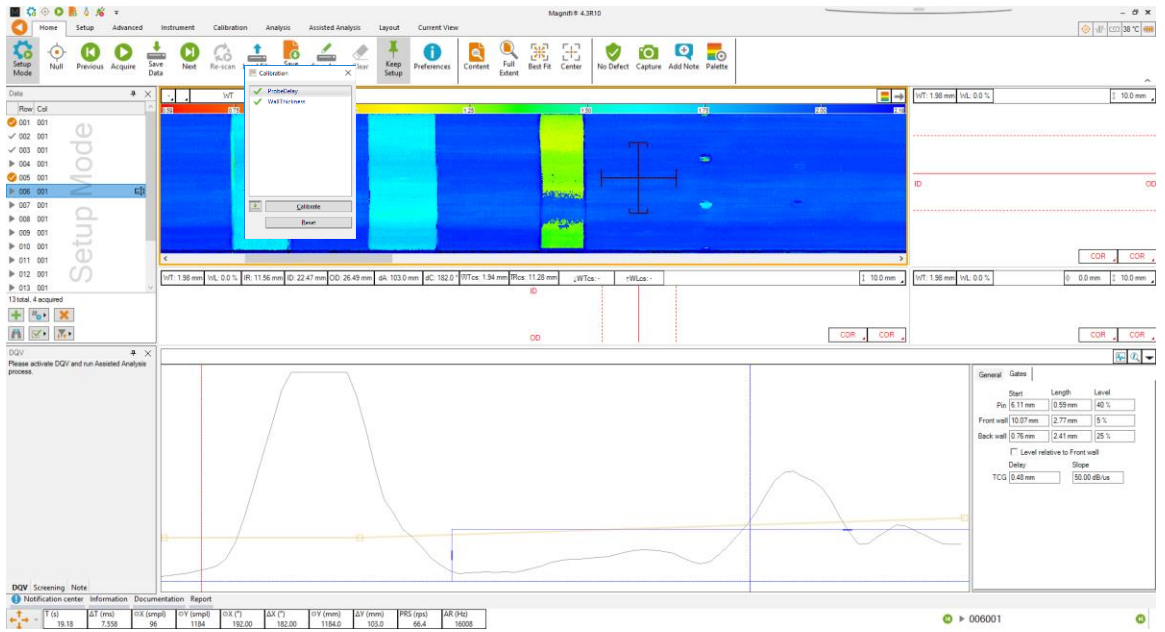 Magnifi® 4.3R10
Home Setup Advanced Instrument Calibration Analysis Assisted Analysis Layout Current View
38 °C
Setup Mode
Null
Previous
Acquire
Save Data
Next
Re-scan
Keep Setup
Preferences
Content
Full Extent
Best Fit
Center
No Defect
Capture
Add Note
Palette
Data
Row Col
001 001
002 001
003 001
004 001
005 001
006 001
007 001
008 001
009 001
010 001
011 001
012 001
013 001
Setup Mode
13 total, 4 acquired
Calibration
ProbeDelay
WallThickness
Calibrate
Reset
WT
1.25 1.50 1.75 2.00
WT: 1.98 mm WL: 0.0 % 10.0 mm
ID OD
COR COR
WT: 1.98 mm WL: 0.0 % IR: 11.56 mm ID: 22.47 mm OD: 26.49 mm dA: 103.0 mm dC: 182.0 ° WTcs: 1.94 mm IRcs: 11.28 mm WTcs: - WLcs: - 10.0 mm
ID
OD
COR COR
WT: 1.98 mm WL: 0.0 % 0.0 mm 10.0 mm
COR COR
DQV
Please activate DQV and run Assisted Analysis process.
General Gates
Start Length Level
Pin 6.11 mm 0.59 mm 40 %
Front wall 10.07 mm 2.77 mm 5 %
Back wall 0.76 mm 2.41 mm 25 %
Level relative to Front wall
Delay Slope
TCG 0.48 mm 50.00 dB/us
DQV Screening Note
Notification center Information Documentation Report
T (s) ΔT (ms) X (smpl) Y (smpl) X (°) ΔX (°) Y (mm) ΔY (mm) PRS (rps) AR (Hz)
19.18 7.558 96 1184 192.00 182.00 1184.0 103.0 66.4 16008
006001